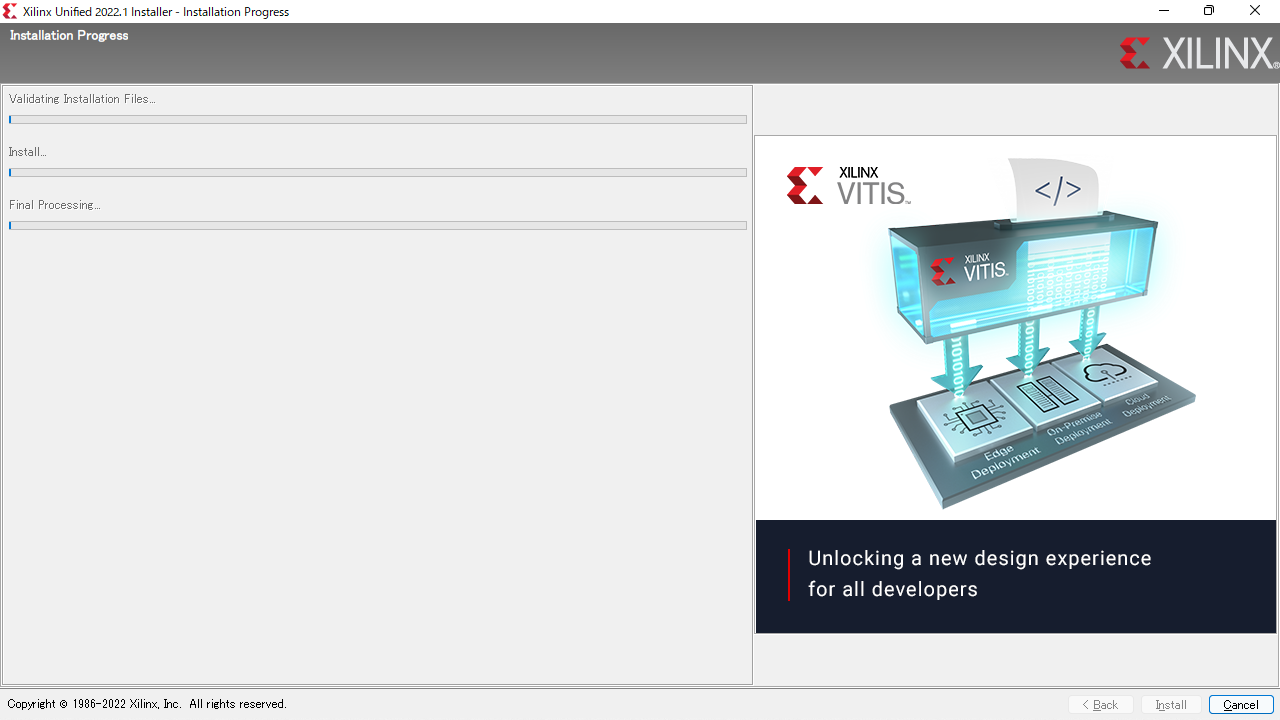 Xilinx Unified 2022.1 Installer - Installation Progress
Installation Progress
XILINX®
Validating Installation Files...
Install...
Final Processing...
XILINX
VITIS™
</>
XILINX
VITIS™
Edge
Deployment
On-Premise
Deployment
Cloud
Deployment
Unlocking a new design experience
for all developers
Copyright © 1986-2022 Xilinx, Inc. All rights reserved.
< Back
Install
Cancel